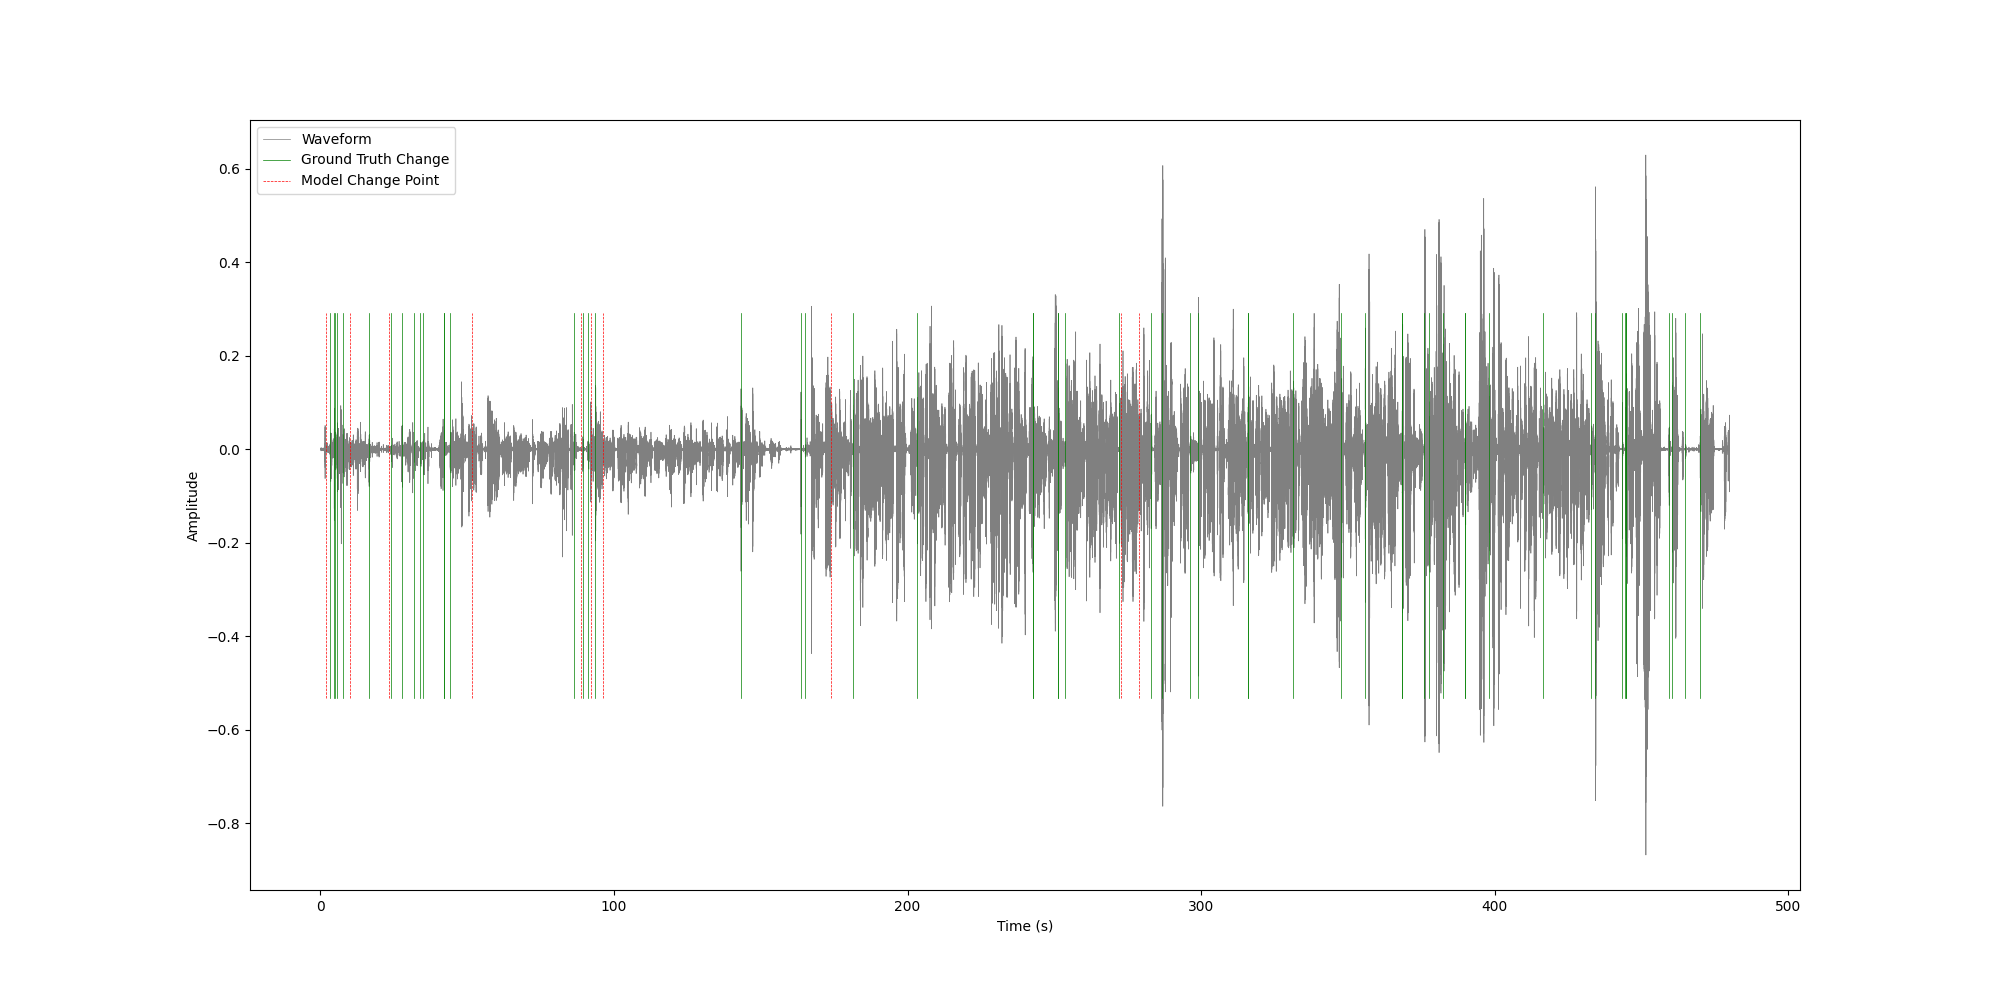 Waveform
Ground Truth Change
Model Change Point
0.6
0.4
0.2
0.0
−0.2
−0.4
−0.6
−0.8
Amplitude
0 100 200 300 400 500
Time (s)